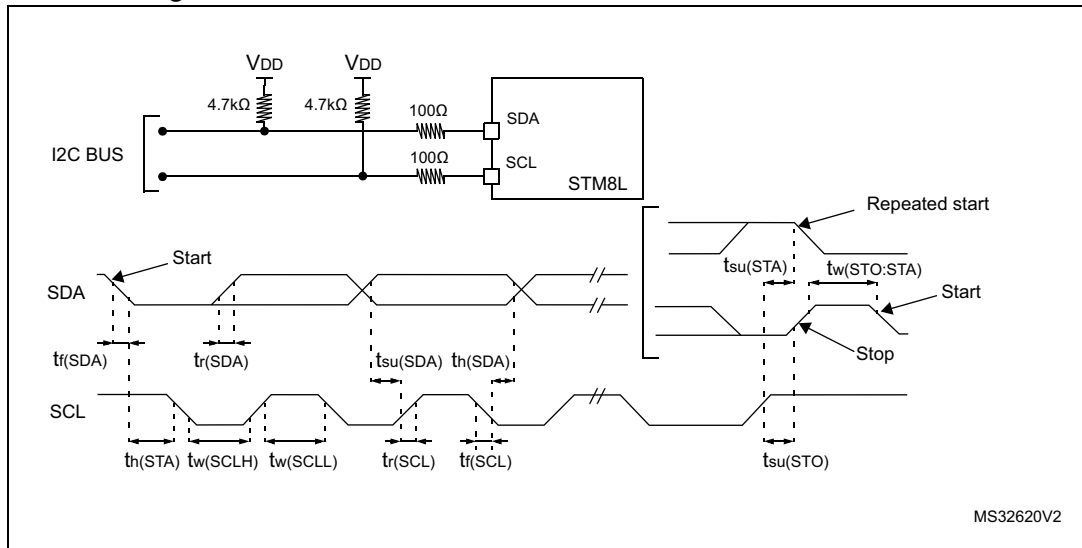 VDD VDD
4.7kΩ 4.7kΩ
100Ω
SDA
I2C BUS
100Ω
SCL
STM8L
Repeated start
Start
tsu(STA) tw(STO:STA)
SDA
Start
Stop
tf(SDA) tr(SDA) tsu(SDA) th(SDA)
SCL
th(STA) tw(SCLH) tw(SCLL) tr(SCL) tf(SCL) tsu(STO)
MS32620V2